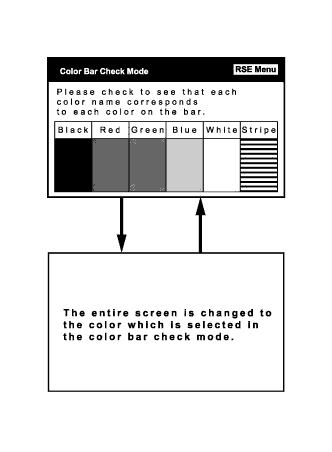 Color Bar Check Mode RSE Menu
Please check to see that each
color name corresponds
to each color on the bar.
Black Red Green Blue White Stripe
The entire screen is changed to
the color which is selected in
the color bar check mode.